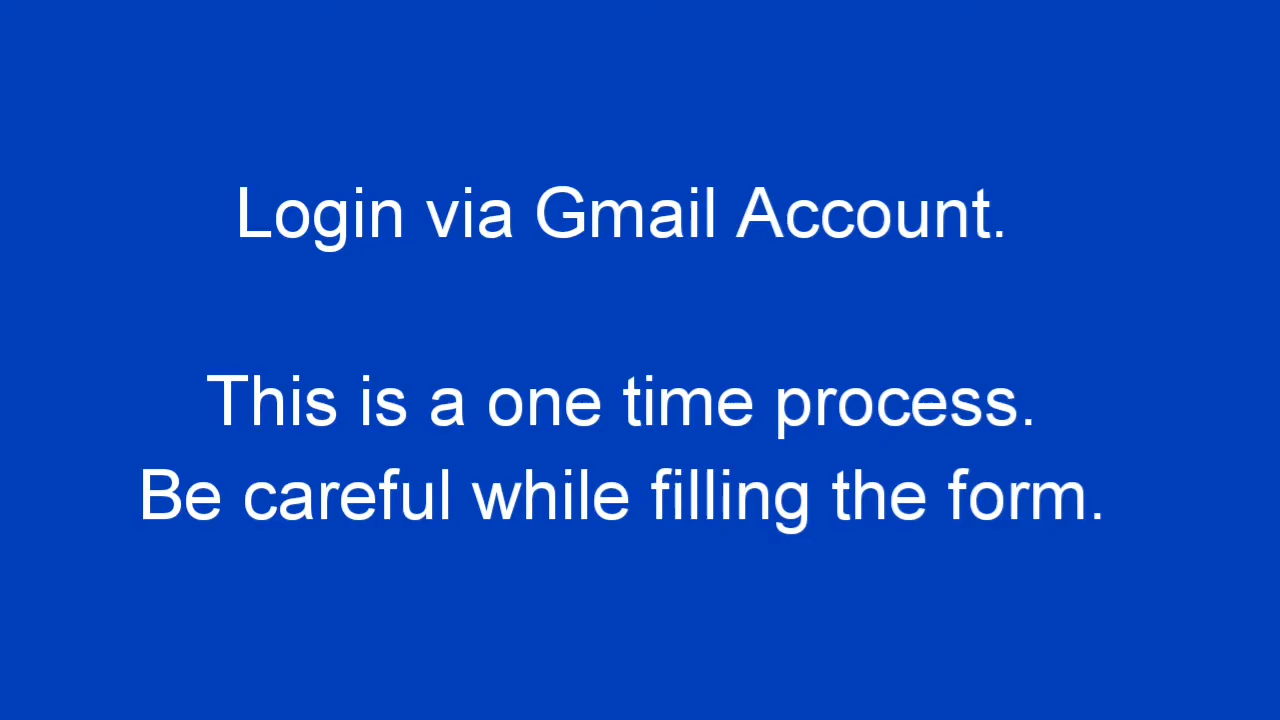 Login via Gmail Account.
This is a one time process.
Be careful while filling the form.